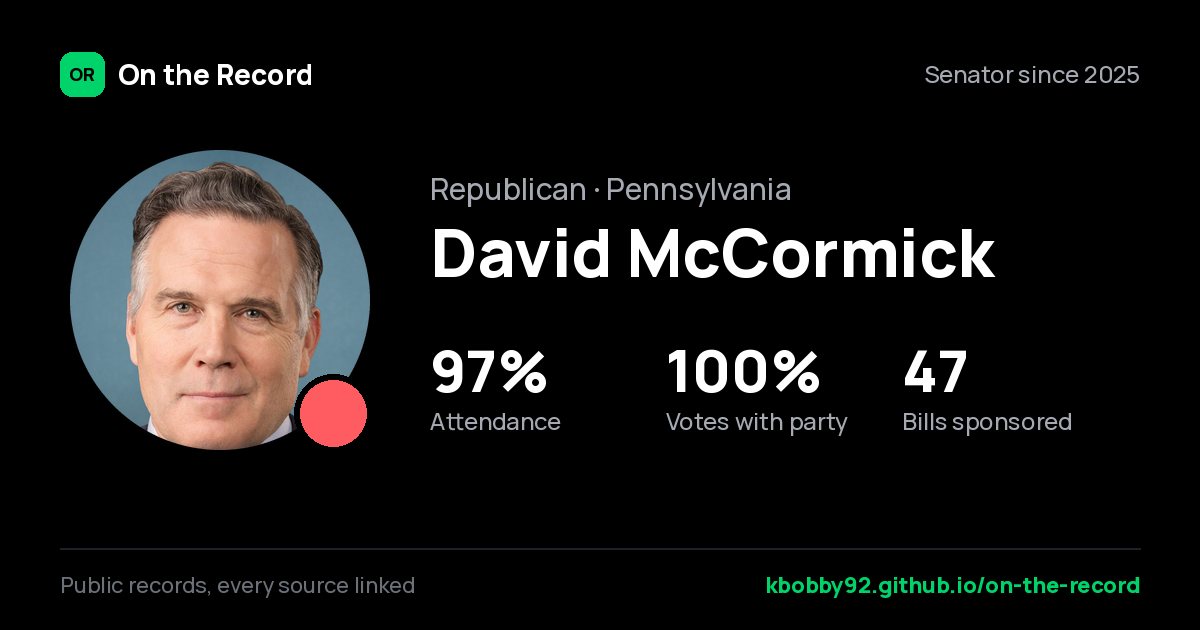 OR On the Record
Senator since 2025
Republican · Pennsylvania
David McCormick
97% 100% 47
Attendance Votes with party Bills sponsored
Public records, every source linked
kbobby92.github.io/on-the-record